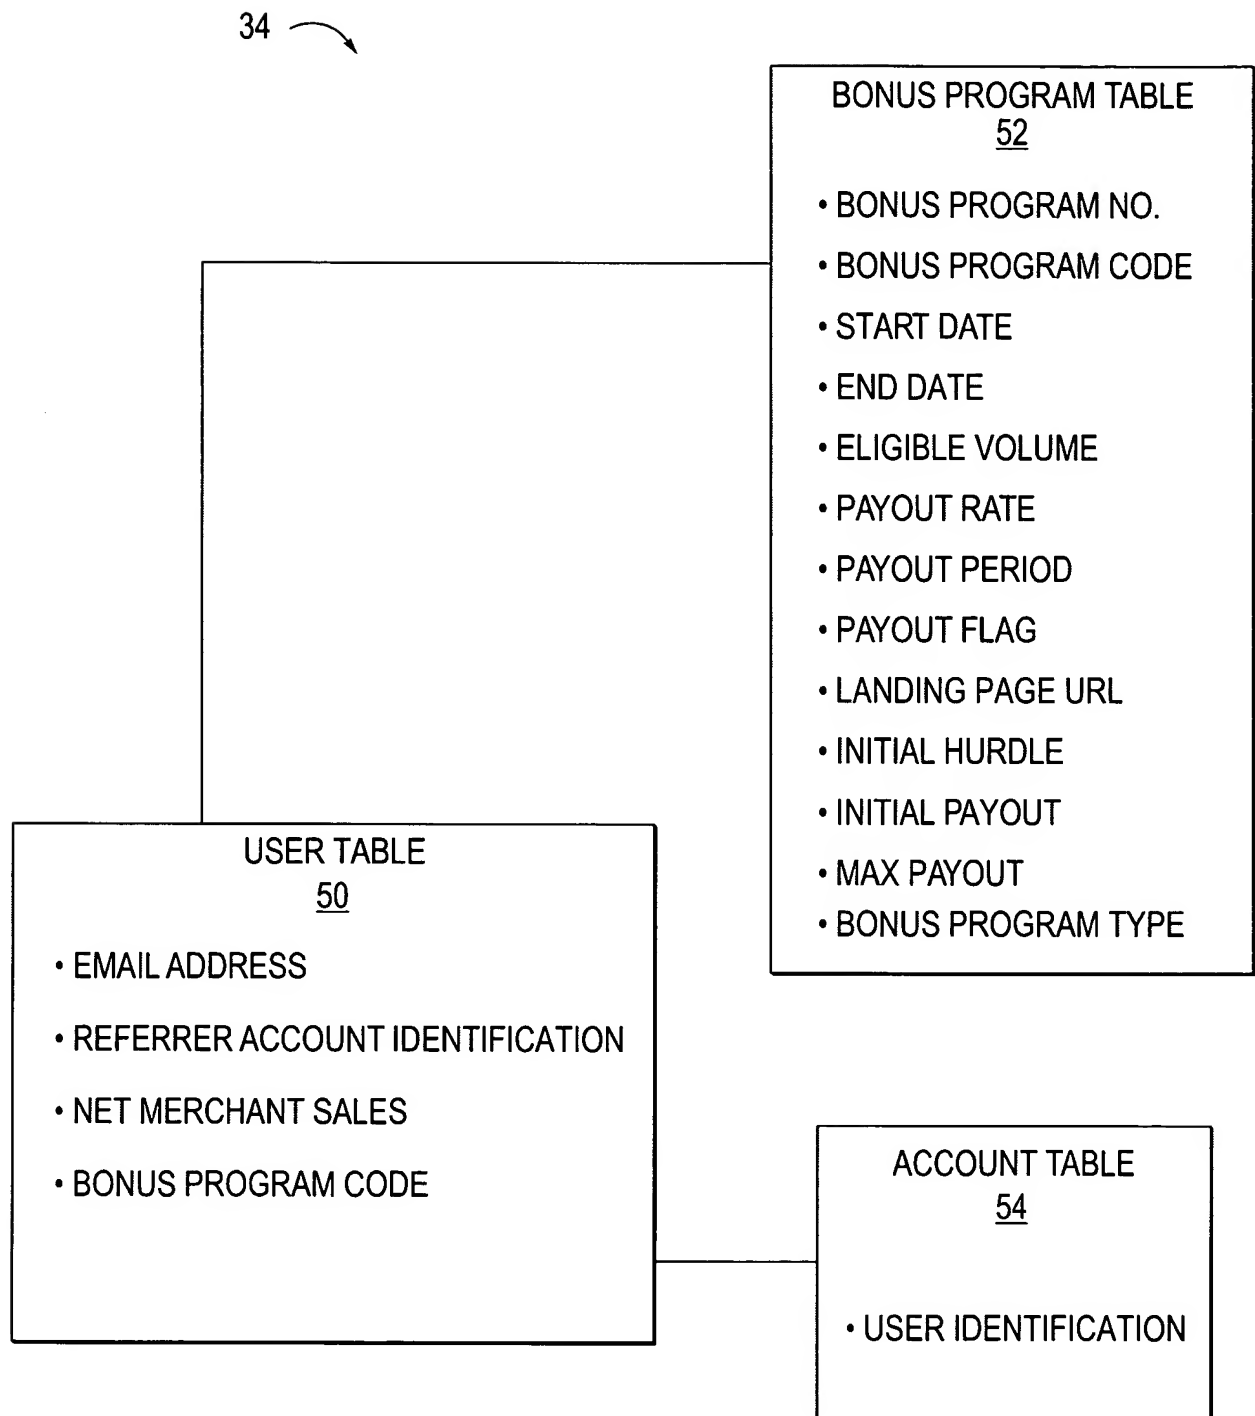 34
BONUS PROGRAM TABLE
52
• BONUS PROGRAM NO.
• BONUS PROGRAM CODE
• START DATE
• END DATE
• ELIGIBLE VOLUME
• PAYOUT RATE
• PAYOUT PERIOD
• PAYOUT FLAG
• LANDING PAGE URL
• INITIAL HURDLE
• INITIAL PAYOUT
• MAX PAYOUT
• BONUS PROGRAM TYPE
USER TABLE
50
• EMAIL ADDRESS
• REFERRER ACCOUNT IDENTIFICATION
• NET MERCHANT SALES
• BONUS PROGRAM CODE
ACCOUNT TABLE
54
• USER IDENTIFICATION